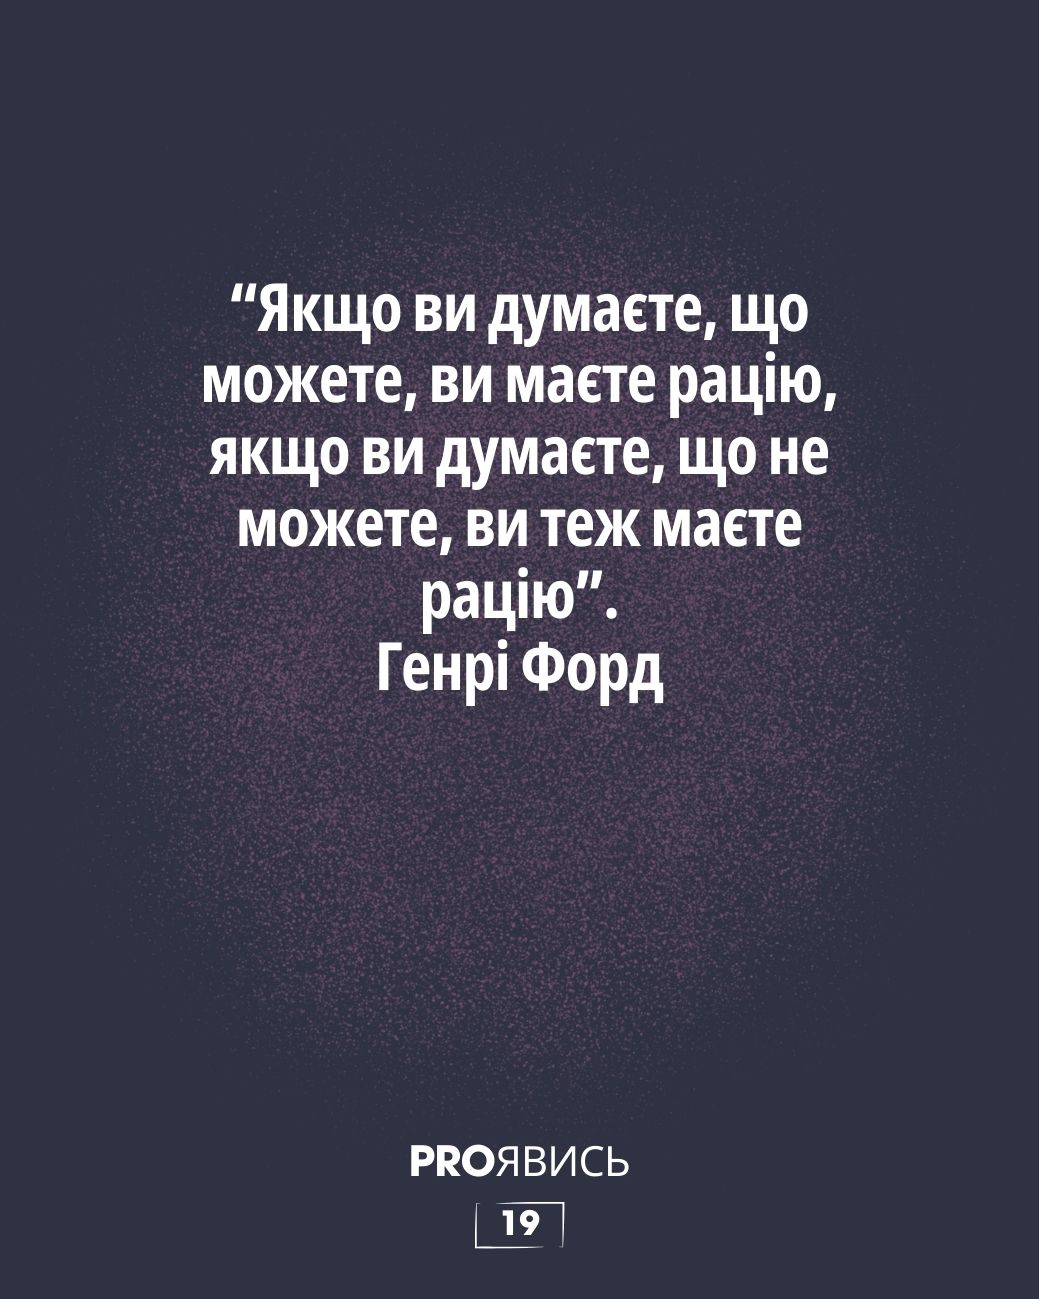 “Якщо ви думаєте, що
можете, ви маєте рацію,
якщо ви думаєте, що не
можете, ви теж маєте
рацію”.
Генрі Форд
PROЯВИСЬ
19